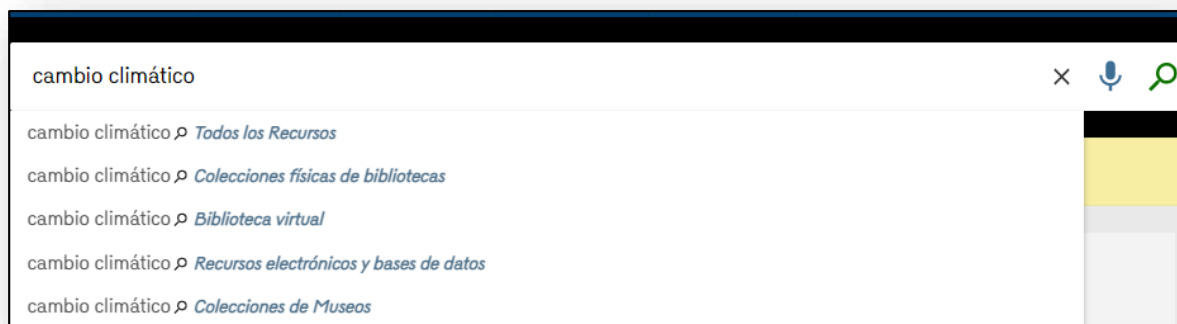 cambio climático
cambio climático Todos los Recursos
cambio climático Colecciones físicas de bibliotecas
cambio climático Biblioteca virtual
cambio climático Recursos electrónicos y bases de datos
cambio climático Colecciones de Museos